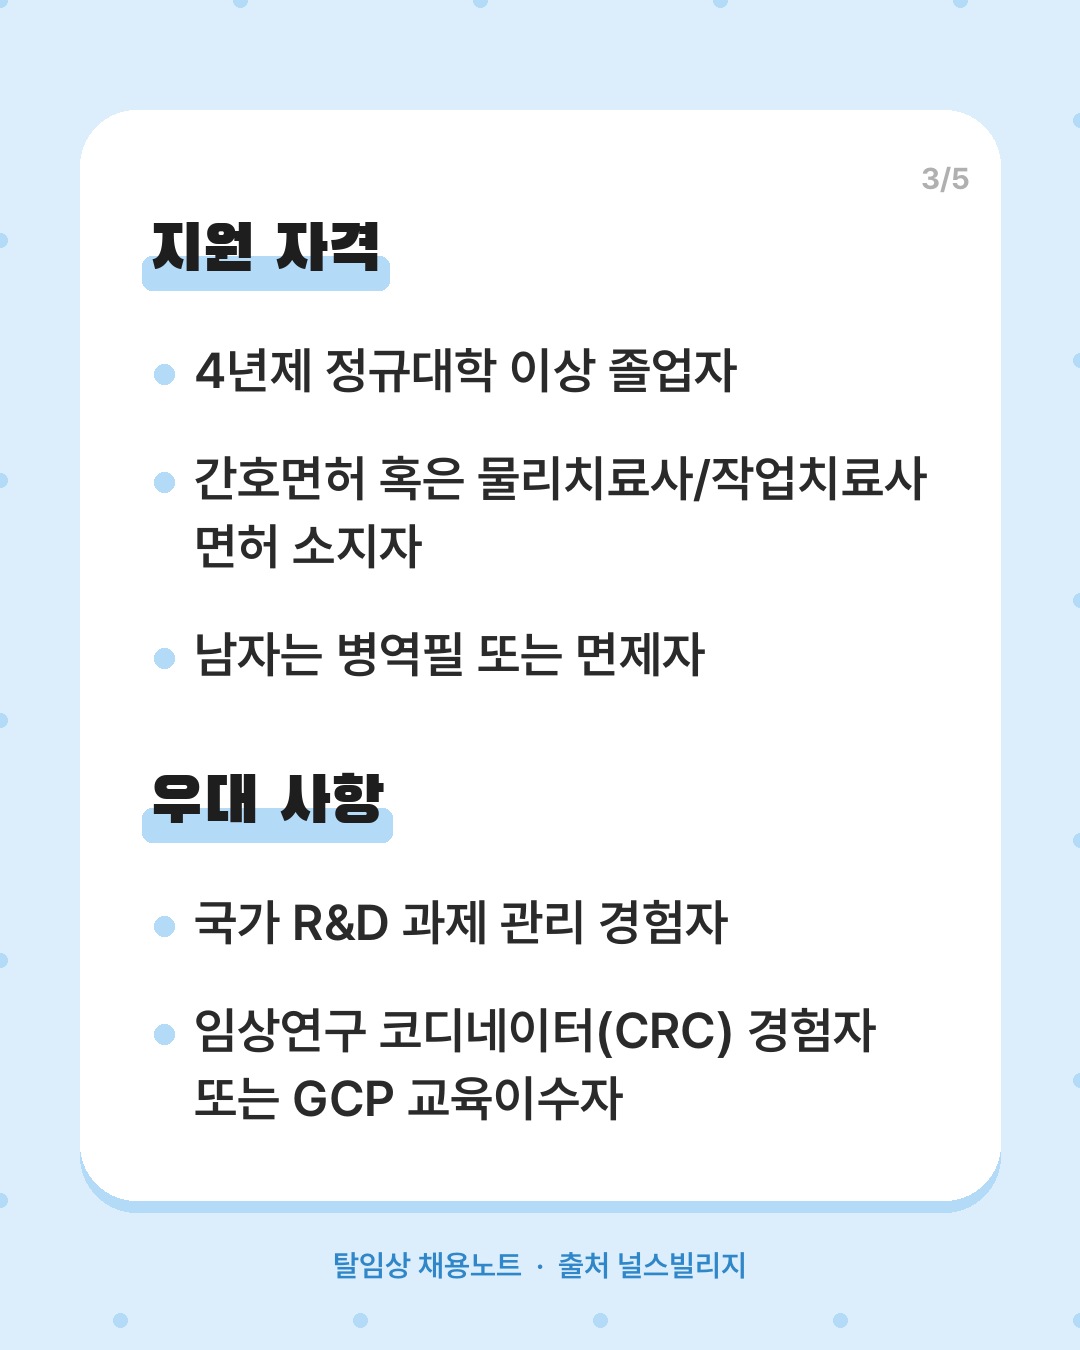 3/5
지원 자격
4년제 정규대학 이상 졸업자
간호면허 혹은 물리치료사/작업치료사
면허 소지자
남자는 병역필 또는 면제자
우대 사항
국가 R&D 과제 관리 경험자
임상연구 코디네이터(CRC) 경험자
또는 GCP 교육이수자
탈임상 채용노트 · 출처 널스빌리지